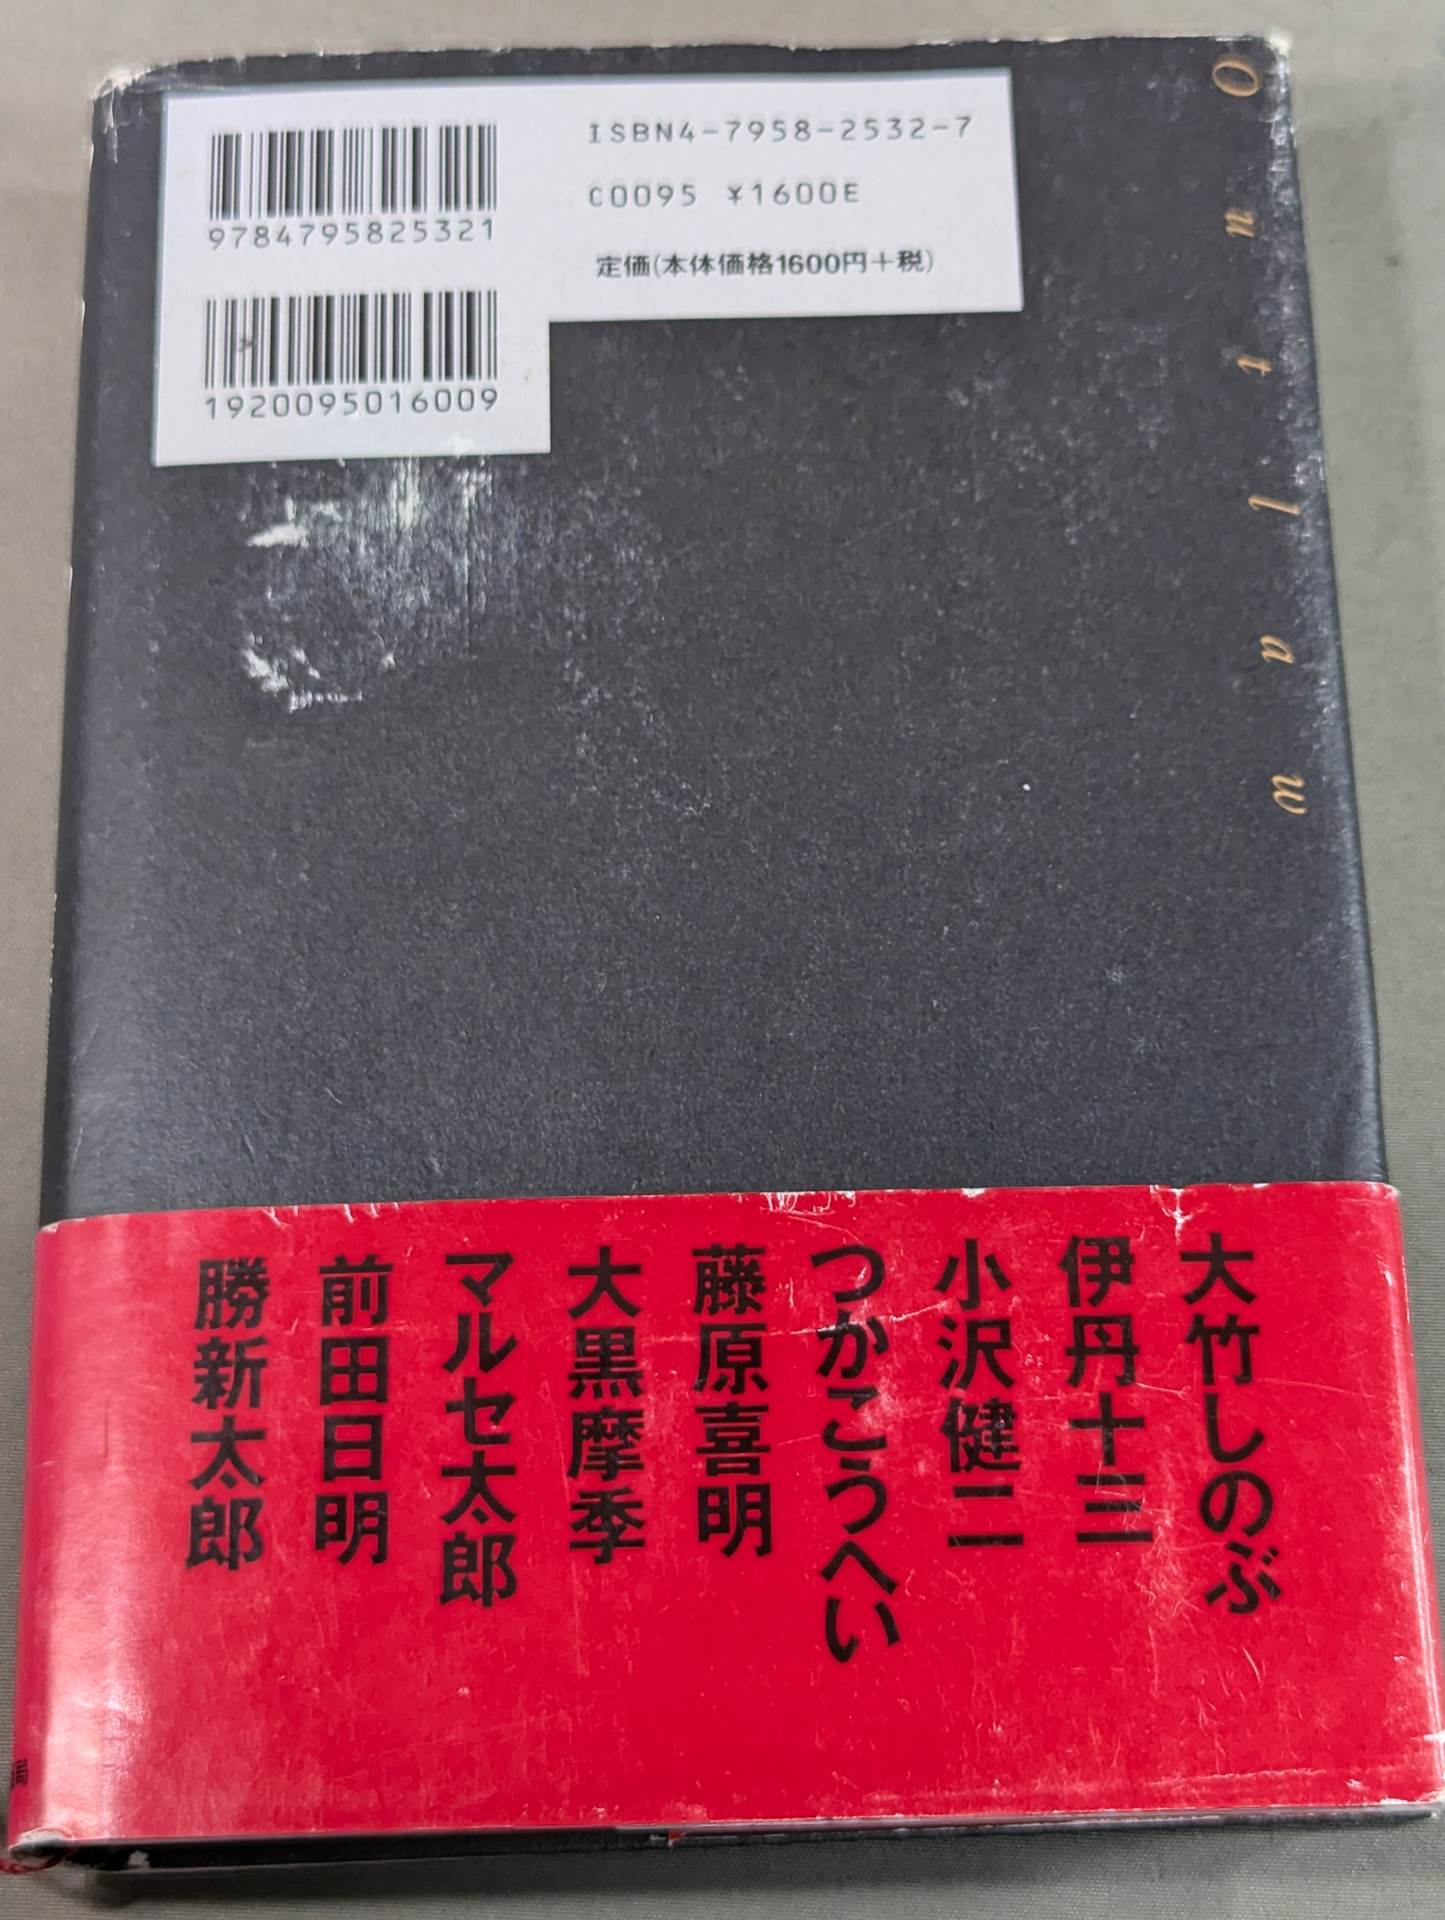 ISBN4-7958-2532-7
C0095 ¥1600E
定価(本体価格1600円+税)
9784795825321
1920095016009
Outlaw
大竹しのぶ
伊丹十三
小沢健二
つかこうへい
藤原喜明
大黒摩季
マルセ太郎
前田日明
勝新太郎